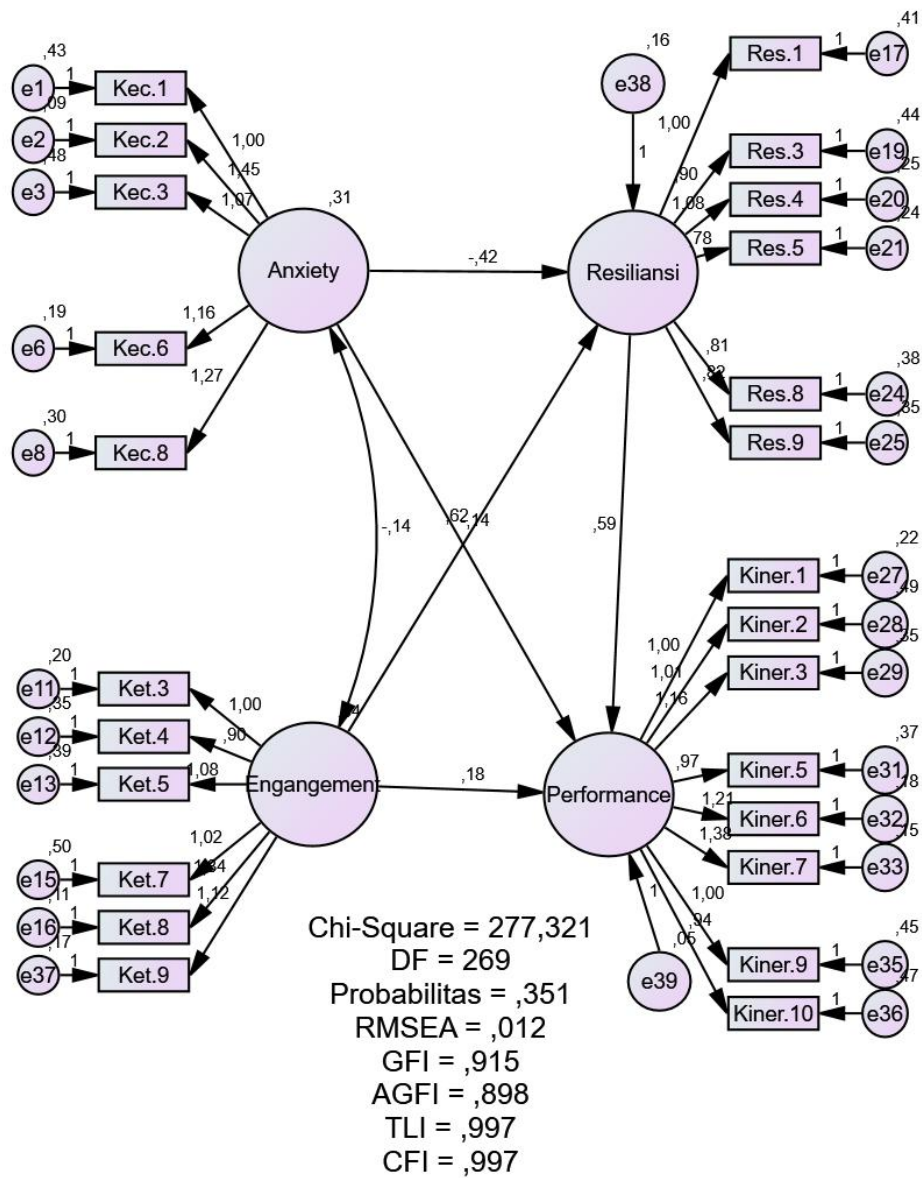 ,43
e1
1
Kec.1
,09
e2
1
Kec.2
,48
e3
1
Kec.3
1,00
1,45
1,07
,31
Anxiety
,19
e6
1
Kec.6
1,16
,30
e8
1
Kec.8
1,27
-,42
,16
e38
1
Resiliansi
1,00
,90
1,08
,78
,81
,82
Res.1
1
,41
e17
Res.3
1
,44
e19
Res.4
1
,25
e20
Res.5
1
,24
e21
Res.8
1
,38
e24
Res.9
1
,35
e25
-,14
,62
-,14
,59
,20
e11
1
Ket.3
,35
e12
1
Ket.4
,39
e13
1
Ket.5
1,00
,90
1,08
Engangement
,50
e15
1
Ket.7
,11
e16
1
Ket.8
,17
e37
1
Ket.9
1,02
1,12
,18
Performance
1,00
1,01
1,16
,97
1,21
1,38
1,00
,94
Kiner.1
1
,22
e27
Kiner.2
1
,49
e28
Kiner.3
1
e29
Kiner.5
1
,37
e31
Kiner.6
1
,18
e32
Kiner.7
1
,15
e33
Kiner.9
1
,45
e35
Kiner.10
1
,47
e36
1
,05
e39
Chi-Square = 277,321
DF = 269
Probabilitas = ,351
RMSEA = ,012
GFI = ,915
AGFI = ,898
TLI = ,997
CFI = ,997